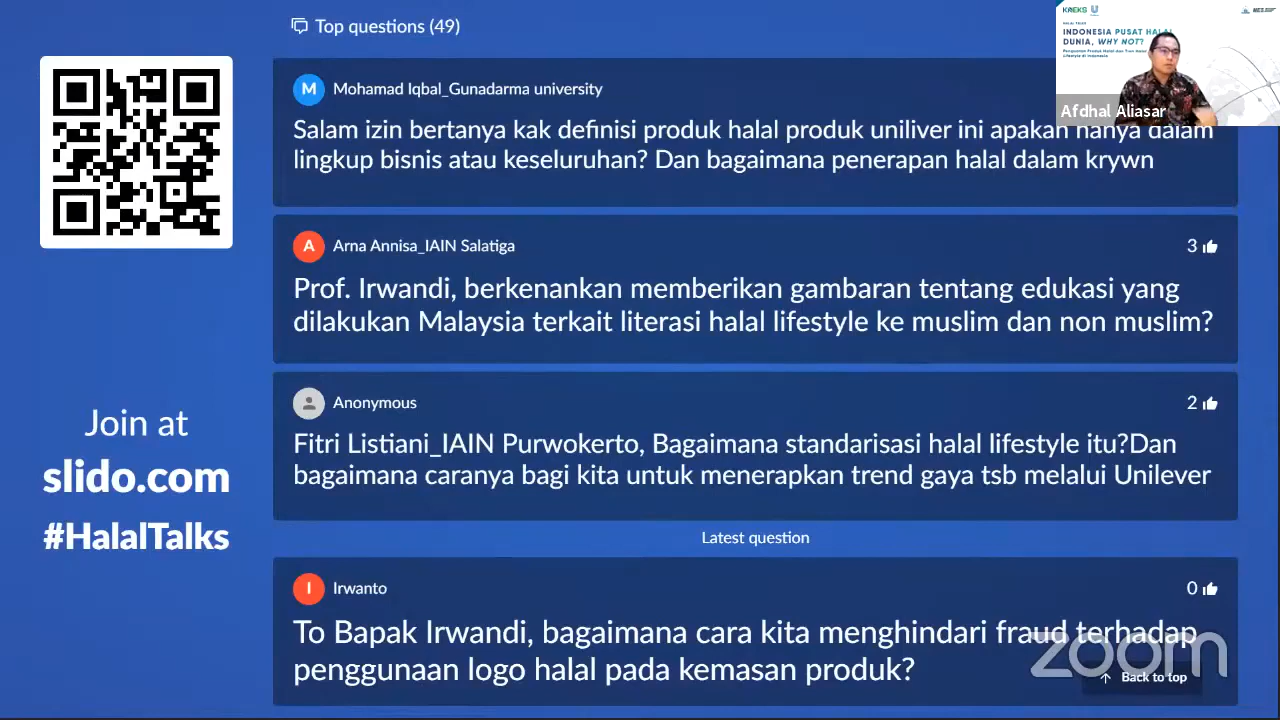 Top questions (49)
Mohamad Iqbal_Gunadarma university
Salam izin bertanya kak definisi produk halal produk uniliver ini apakah hanya dalam
lingkup bisnis atau keseluruhan? Dan bagaimana penerapan halal dalam krywn
Arna Annisa_IAIN Salatiga
3
Prof. Irwandi, berkenankan memberikan gambaran tentang edukasi yang
dilakukan Malaysia terkait literasi halal lifestyle ke muslim dan non muslim?
Anonymous
2
Fitri Listiani_IAIN Purwokerto, Bagaimana standarisasi halal lifestyle itu?Dan
bagaimana caranya bagi kita untuk menerapkan trend gaya tsb melalui Unilever
Latest question
Irwanto
0
To Bapak Irwandi, bagaimana cara kita menghindari fraud terhadap
penggunaan logo halal pada kemasan produk?
Back to top
zoom
Join at
slido.com
#HalalTalks
KNEKS
INDONESIA PUSAT HALAL
DUNIA, WHY NOT?
Afdhal Aliasar
M
A
I